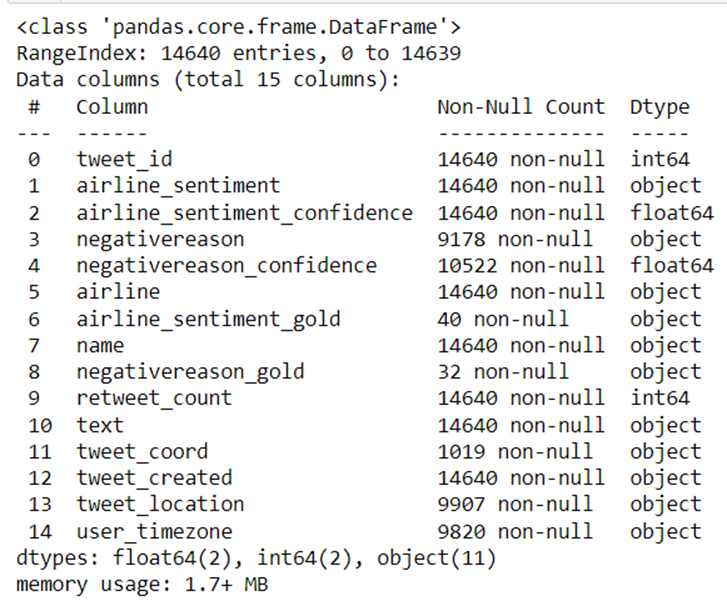 <class 'pandas.core.frame.DataFrame'>
RangeIndex: 14640 entries, 0 to 14639
Data columns (total 15 columns):
 #   Column                        Non-Null Count  Dtype
---  ------                        --------------  -----
 0   tweet_id                      14640 non-null  int64
 1   airline_sentiment             14640 non-null  object
 2   airline_sentiment_confidence  14640 non-null  float64
 3   negativereason                9178 non-null   object
 4   negativereason_confidence     10522 non-null  float64
 5   airline                       14640 non-null  object
 6   airline_sentiment_gold        40 non-null     object
 7   name                          14640 non-null  object
 8   negativereason_gold           32 non-null     object
 9   retweet_count                 14640 non-null  int64
 10  text                          14640 non-null  object
 11  tweet_coord                   1019 non-null   object
 12  tweet_created                 14640 non-null  object
 13  tweet_location                9907 non-null   object
 14  user_timezone                 9820 non-null   object
dtypes: float64(2), int64(2), object(11)
memory usage: 1.7+ MB